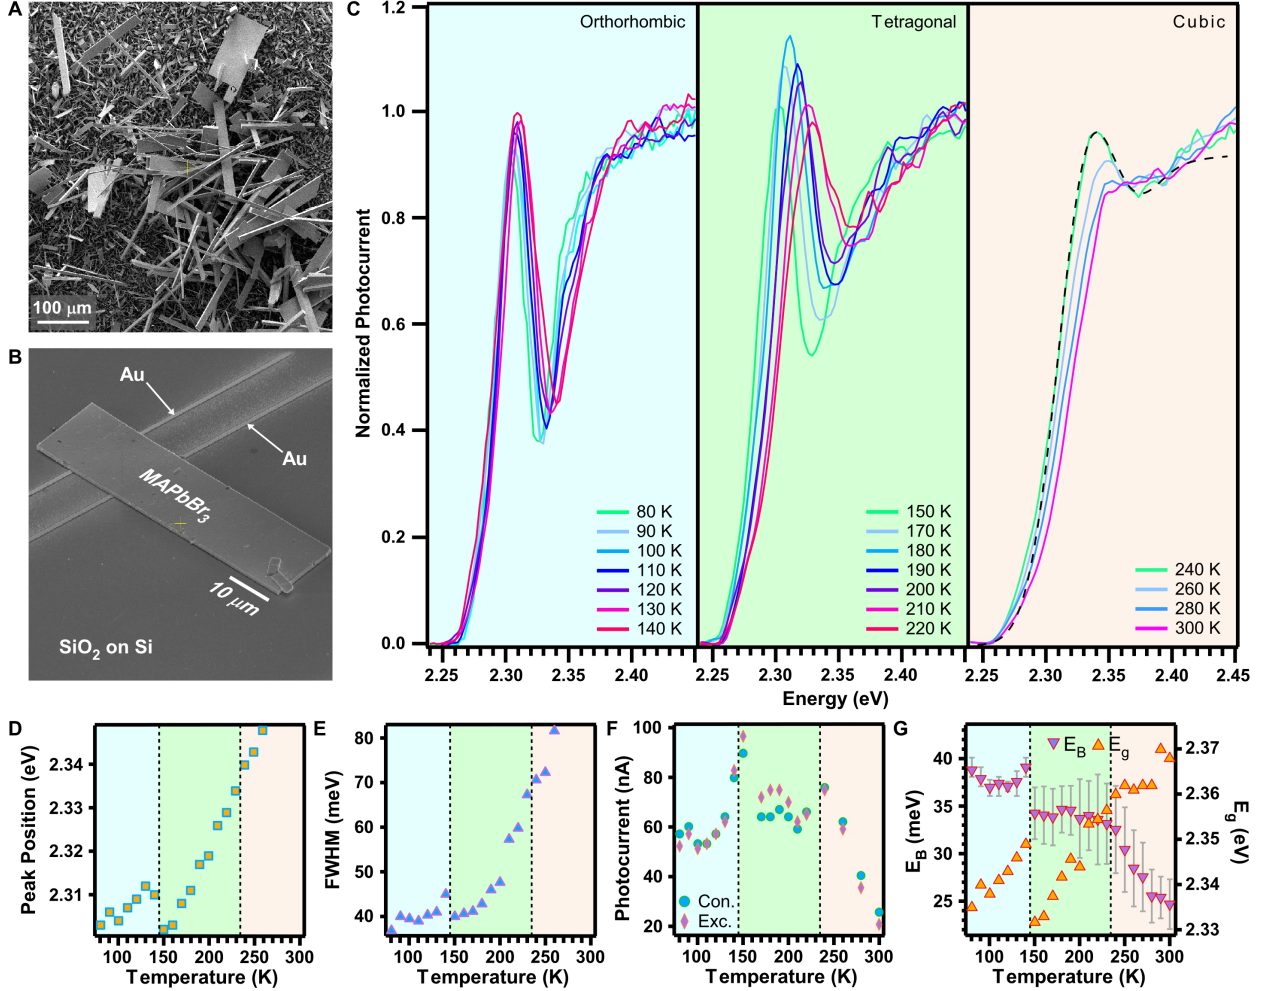 A
100 µm
B
Au
Au
MAPbBr3
10 µm
SiO2 on Si
C
Normalized Photocurrent
1.2
1.0
0.8
0.6
0.4
0.2
0.0
Orthorhombic
80 K
90 K
100 K
110 K
120 K
130 K
140 K
2.25
2.30
2.35
2.40
Tetragonal
150 K
170 K
180 K
190 K
200 K
210 K
220 K
2.25
2.30
2.35
2.40
Cubic
240 K
260 K
280 K
300 K
2.25
2.30
2.35
2.40
2.45
Energy (eV)
D
Peak Position (eV)
2.34
2.33
2.32
2.31
100 150 200 250 300
Temperature (K)
E
FWHM (meV)
80
70
60
50
40
100 150 200 250 300
Temperature (K)
F
Photocurrent (nA)
100
80
60
40
20
Con.
Exc.
100 150 200 250 300
Temperature (K)
G
EB (meV)
40
35
30
25
EB
Eg
2.37
2.36
2.35
2.34
2.33
Eg (eV)
100 150 200 250 300
Temperature (K)